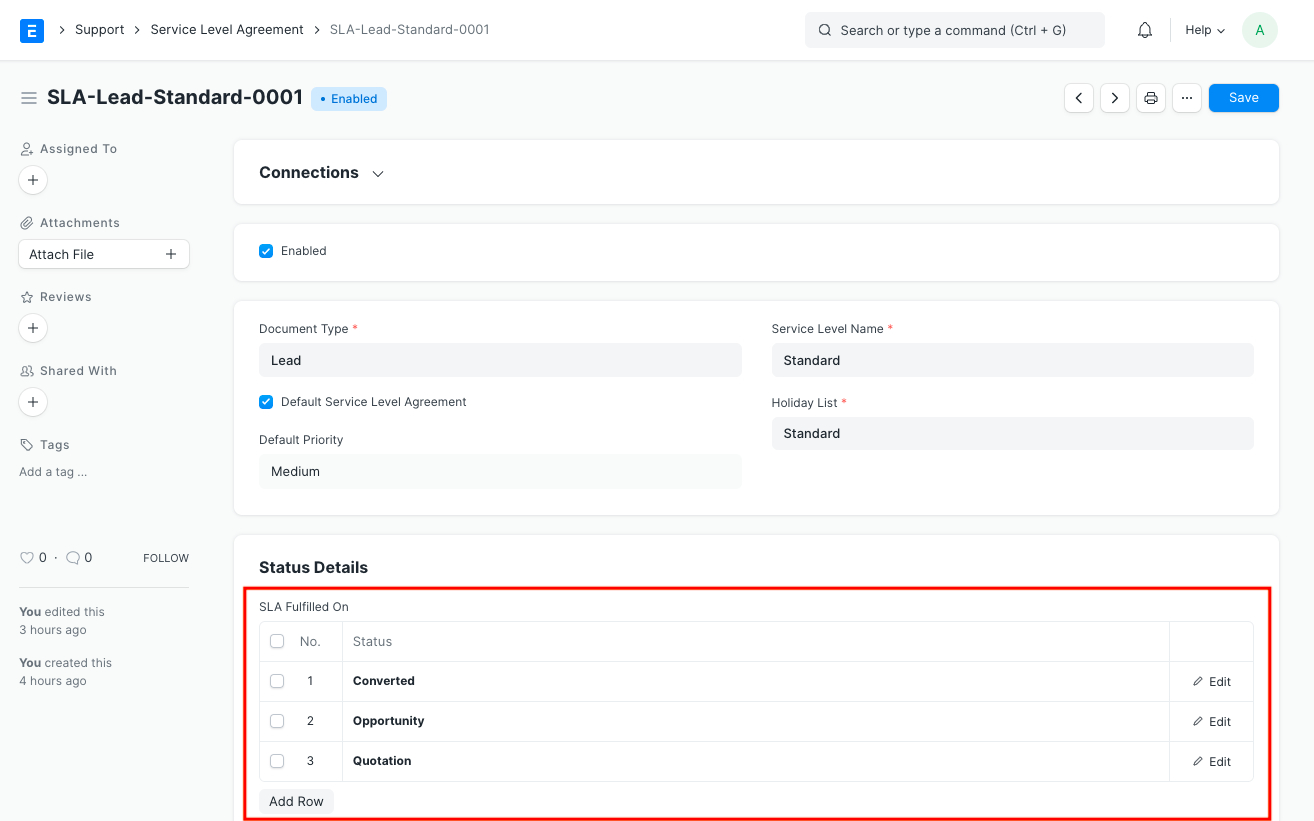 E
Support
Service Level Agreement
SLA-Lead-Standard-0001
Search or type a command (Ctrl + G)
Help
A
SLA-Lead-Standard-0001
Enabled
Save
Assigned To
Attachments
Attach File
Reviews
Shared With
Tags
Add a tag ...
0 · 0 FOLLOW
You edited this
3 hours ago
You created this
4 hours ago
Connections
Enabled
Document Type *
Lead
Default Service Level Agreement
Default Priority
Medium
Service Level Name *
Standard
Holiday List *
Standard
Status Details
SLA Fulfilled On
No. Status
1 Converted Edit
2 Opportunity Edit
3 Quotation Edit
Add Row